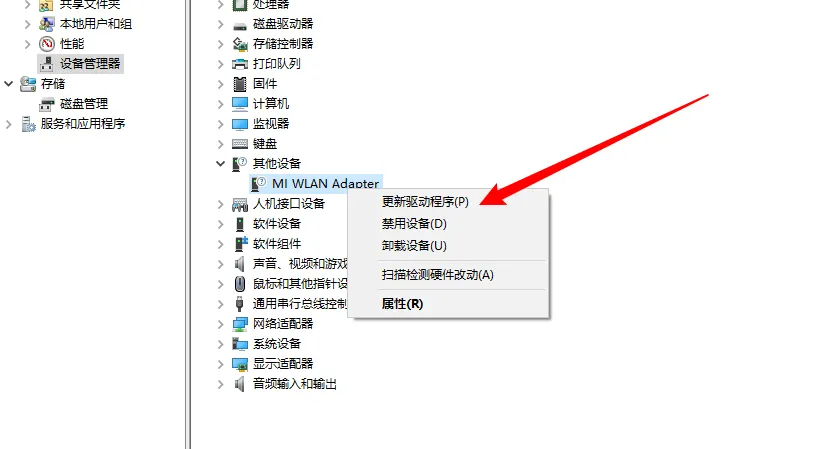 共享文件夹
本地用户和组
性能
设备管理器
存储
磁盘管理
服务和应用程序
处理器
磁盘驱动器
存储控制器
打印队列
固件
计算机
监视器
键盘
其他设备
MI WLAN Adapter
人机接口设备
软件设备
软件组件
声音、视频和游戏
鼠标和其他指针设
通用串行总线控制
网络适配器
系统设备
显示适配器
音频输入和输出
更新驱动程序(P)
禁用设备(D)
卸载设备(U)
扫描检测硬件改动(A)
属性(R)